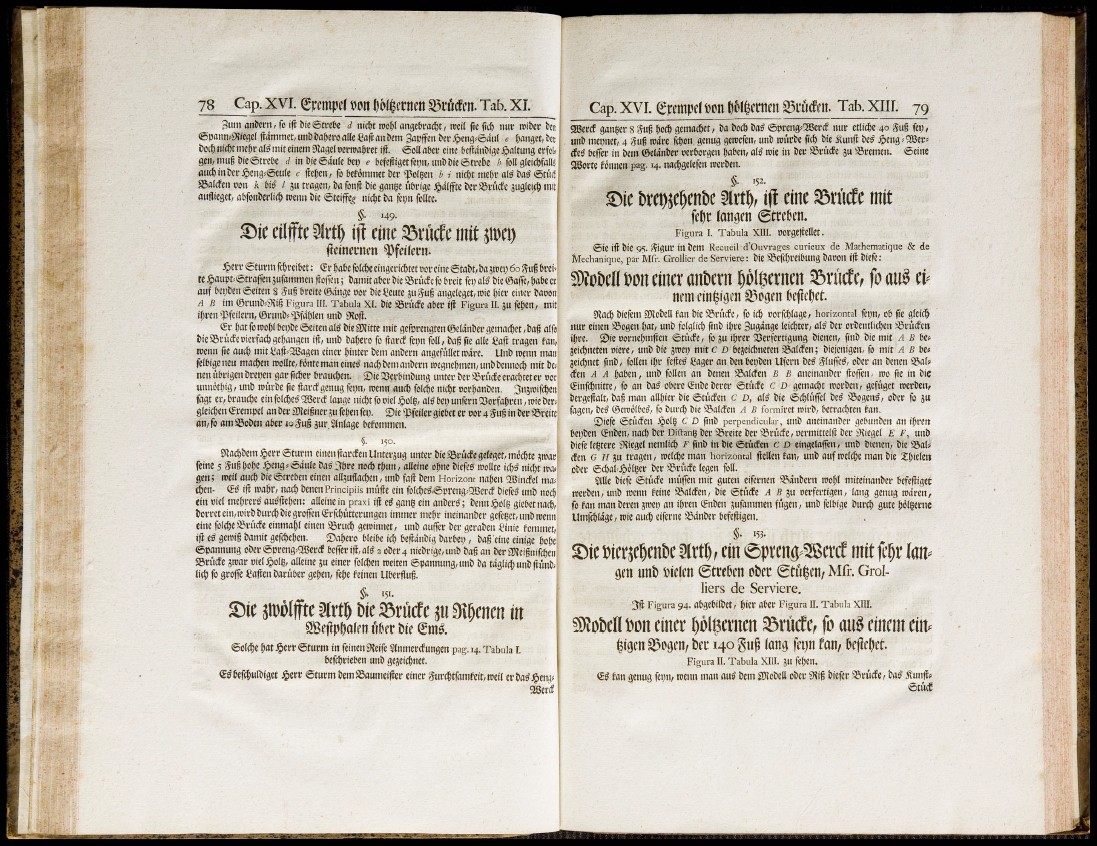 78 Cap. XVI. Exempel von höltzernen Brücken. Tab. XI.
Zum andern, so ist die Strebe d nicht wohl angebracht, weil sie sich nur wider den
Spann-Riegel stämmet, und dahero alle Last an dem Zapffen der Heng-Säul e hanget, der
doch nicht mehr als mit einem Nagel verwahret ist. Soll aber eine beständige Haltung erfol-
gen, muß die Strebe d in die Säule bey e befestiget seyn, und die Strebe h soll gleichfalls
auch in der Heng-Seule c stehen, so bekömmet der Poltzen b i nicht mehr als das Stück
Balcken von k bis l zu tragen, da sonst die gantze übrige Hälffte der Brücke zugleich mit
auflieget, absonderlich wenn die Steiffe g nicht da seyn sollte.
§. 149.
Die eilffte Arth ist eine Brücke mit zwey
steinernen Pfeilern.
Herr Sturm schreibet: Er habe solche eingerichtet vor eine Stadt, da zwey 60 Fuß brei-
te Haupt-Strassen zusammen stossen; damit aber die Brücke so breit sey als die Gasse, habe er
auf beyden Seiten 8 Fuß breite Gänge vor die Leute zu Fuß angeleget, wie hier einer davon
A B im Grund-Riß Figura III. Tabula XI. die Brücke aber ist Figura II. zu sehen, mit
ihren Pfeilern, Grund-Pfählen und Rost.
Er hat so wohl beyde Seiten als die Mitte mit gesprengten Geländer gemachet, daß also
die Brücke vierfach gehangen ist, und dahero so starck seyn soll, daß sie alle Last tragen kan,
wenn sie auch mit Last-Wagen einer hinter dem andern angefüllet wäre. Und wenn man
selbige neu machen wollte, könte man eines nach dem andern wegnehmen, und dennoch mit de-
nen übrigen dreyen gar sicher brauchen. Die Verbindung unter der Brücke erachtet er vor
unnöthig, und würde sie starck genug seyn, wenn auch solche nicht vorhanden. Inzwischen
sagt er, brauche ein solches Werck lange nicht so viel Holtz, als bey unsern Vorfahren, wie der-
gleichen Exempel an der Meißner zu sehen sey. Die Pfeiler giebet er vor 4 Fuß in der Breite
an, so am Boden aber 10 Fuß zur Anlage bekommen.
§. 150.
Nachdem Herr Sturm einen starcken Unterzug unter die Brücke geleget, möchte zwar
seine 5 Fuß hohe Heng-Säule das Ihre noch thun, alleine ohne dieses wollte ichs nicht wa-
gen; weil auch die Streben einen allzuflachen, und fast dem Horizont nahen Winckel ma-
chen. Es ist wahr, nach denen Principiis müste ein solches Spreng-Werck dieses und noch
ein viel mehrers ausstehen: alleine in praxi ist es gantz ein anders; denn Holtz giebet nach,
dorret ein, wird durch die grossen Erschütterungen immer mehr ineinander gesetzet, und wenn
eine solche Brücke einmahl einen Bruch gewinnet, und ausser der geraden Linie kommet,
ist es gewiß damit geschehen. Dahero bleibe ich beständig darbey, daß eine einige hohe
Spannung oder Spreng-Werck besser ist, als 2 oder 4 niedrige, und daß an der Meißnischen
Brücke zwar viel Holtz, alleine zu einer solchen weiten Spannung, und da täglich und stünd-
lich so grosse Lasten darüber gehen, sehe keinen Uberfluß.
§. 151.
Die zwölffte Arth die Brücke zu Rhenen in
Westphalen über die Ems.
Solche hat Herr Sturm in seinen Reise Anmerckungen pag. 14. Tabula I.
beschrieben und gezeichnet.
Es beschuldiget Herr Sturm dem Baumeister einer Furchtsamkeit, weil er das Heng-
Werck
Cap. XVI. Exempel von höltzernen Brücken. Tab. XIII. 79
Werck gantzer 8 Fuß hoch gemachet, da doch das Spreng-Werck nur etliche 40 Fuß sey,
und meynet, 4 Fuß wäre schon genug gewesen, und würde sich die Kunst des Heng-Wer-
ckes besser in dem Geländer verborgen haben, als wie in der Brücke zu Bremen. Seine
Worte können pag. 14. nachgelesen werden.
§. 152.
Die dreyzehende Arth, ist eine Brücke mit
sehr langen Streben.
Figura I. Tabula XIII. vorgestellet.
Sie ist die 95. Figur in dem Recueil d'Ouvrages curieux de Mathematique & de
Mechanique, par Msr. Grollier de Serviere: die Beschreibung davon ist diese:
Modell von einer andern höltzernen Brücke, so aus ei-
nem eintzigen Bogen bestehet.
Nach diesem Modell kan die Brücke, so ich vorschlage, horizontal seyn, ob sie gleich
nur einen Bogen hat, und folglich sind ihre Zugänge leichter, als der ordentlichen Brücken
ihre. Die vornehmsten Stücke, so zu ihrer Verfertigung dienen, sind die mit A B be-
zeichneten viere, und die zwey mit C D bezeichneten Balcken; diejenigen, so mit A B be-
zeichnet sind, sollen ihr festes Lager an den beyden Ufern des Flusses, oder an denen Bal-
cken A A haben, und sollen an denen Balcken B B aneinander stossen, wo sie in die
Einschnitte, so an das obere Ende derer Stücke C D gemacht worden, gefüget werden,
dergestalt, daß man allhier die Stücken C D, als die Schlüssel des Bogens, oder so zu
sagen, des Gewölbes, so durch die Balcken A B formiret wird, betrachten kan.
Diese Stücken Holtz C D sind perpendicular, und aneinander gebunden an ihren
beyden Enden, nach der Distantz der Breite der Brücke, vermittelst der Riegel E F, und
diese letztere Riegel nemlich F sind in die Stücken C D eingelassen, und dienen, die Bal-
cken G H zu tragen, welche man horizontal stellen kan, und auf welche man die Thielen
oder Schal-Höltzer der Brücke legen soll.
Alle diese Stücke müssen mit guten eisernen Bändern wohl miteinander befestiget
werden, und wenn keine Balcken, die Stücke A B zu verfertigen, lang genug wären,
so kan man deren zwey an ihren Enden zusammen fügen, und selbige durch gute höltzerne
Umschläge, wie auch eiserne Bänder befestigen.
§. 153.
Die vierzehende Arth, ein Spreng-Werck mit sehr lan-
gen und vielen Streben oder Stützen, Msr. Grol-
liers de Serviere.
Ist Figura 94. abgebildet, hier aber Figura II. Tabula XIII.
Modell von einer höltzernen Brücke, so aus einem ein-
tzigen Bogen, der 140 Fuß lang seyn kan, bestehet.
Figura II. Tabula XIII. zu sehen.
Es kan genug seyn, wenn man aus dem Modell oder Riß dieser Brücke, das Kunst-
Stück